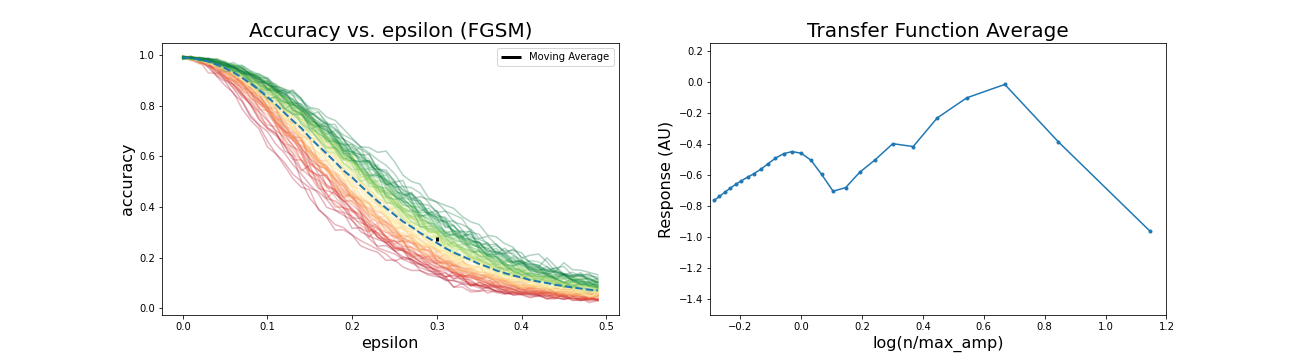 Accuracy vs. epsilon (FGSM)
Moving Average
1.0
0.8
0.6
0.4
0.2
0.0
accuracy
0.0 0.1 0.2 0.3 0.4 0.5
epsilon
Transfer Function Average
0.2
0.0
−0.2
−0.4
−0.6
−0.8
−1.0
−1.2
−1.4
Response (AU)
−0.2 0.0 0.2 0.4 0.6 0.8 1.0 1.2
log(n/max_amp)